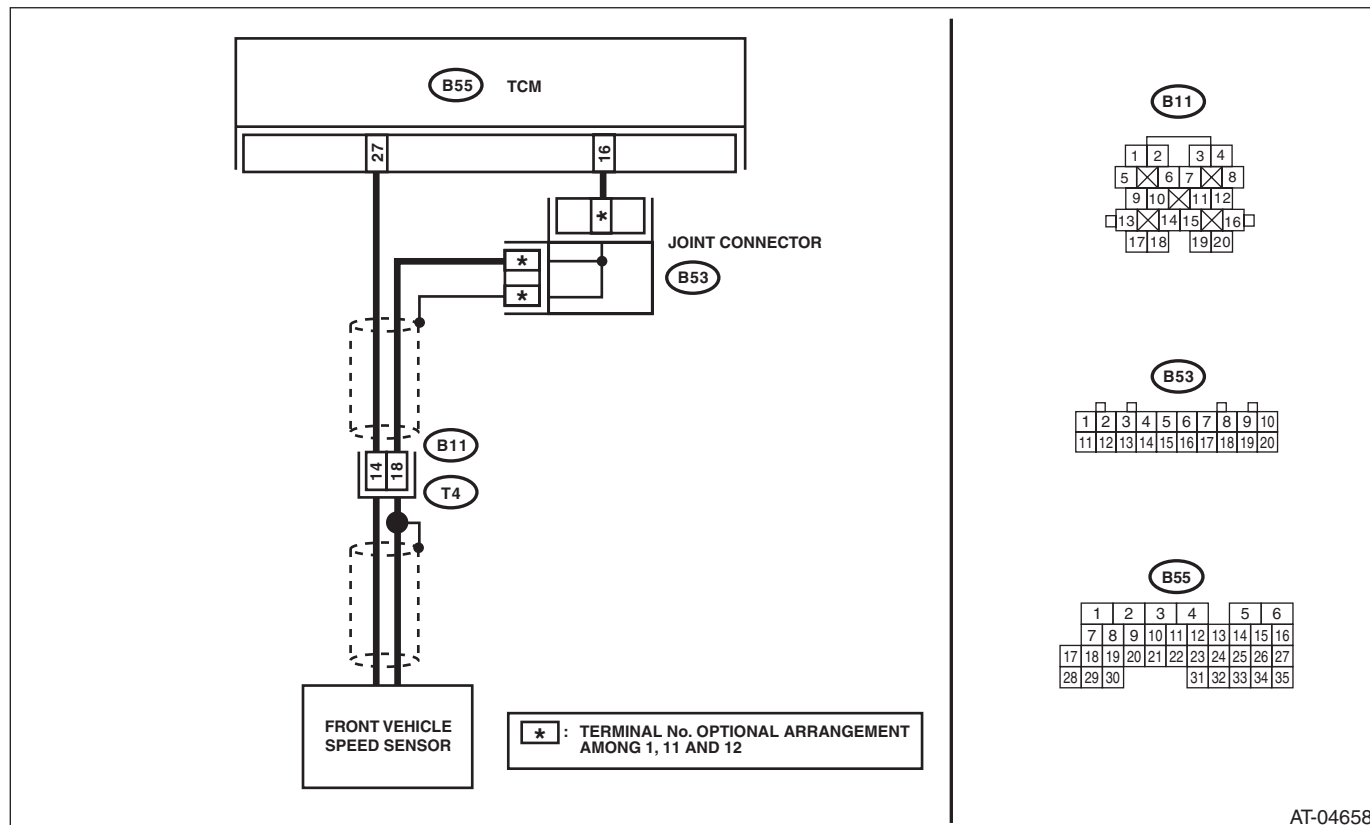 B55 TCM
27 16
*
JOINT CONNECTOR
*
B53
*
B11
14 18
T4
FRONT VEHICLE
SPEED SENSOR
* : TERMINAL No. OPTIONAL ARRANGEMENT
AMONG 1, 11 AND 12
B11
1 2 3 4
5 6 7 8
9 10 11 12
13 14 15 16
17 18 19 20
B53
1 2 3 4 5 6 7 8 9 10
11 12 13 14 15 16 17 18 19 20
B55
1 2 3 4 5 6
7 8 9 10 11 12 13 14 15 16
17 18 19 20 21 22 23 24 25 26 27
28 29 30 31 32 33 34 35
AT-04658